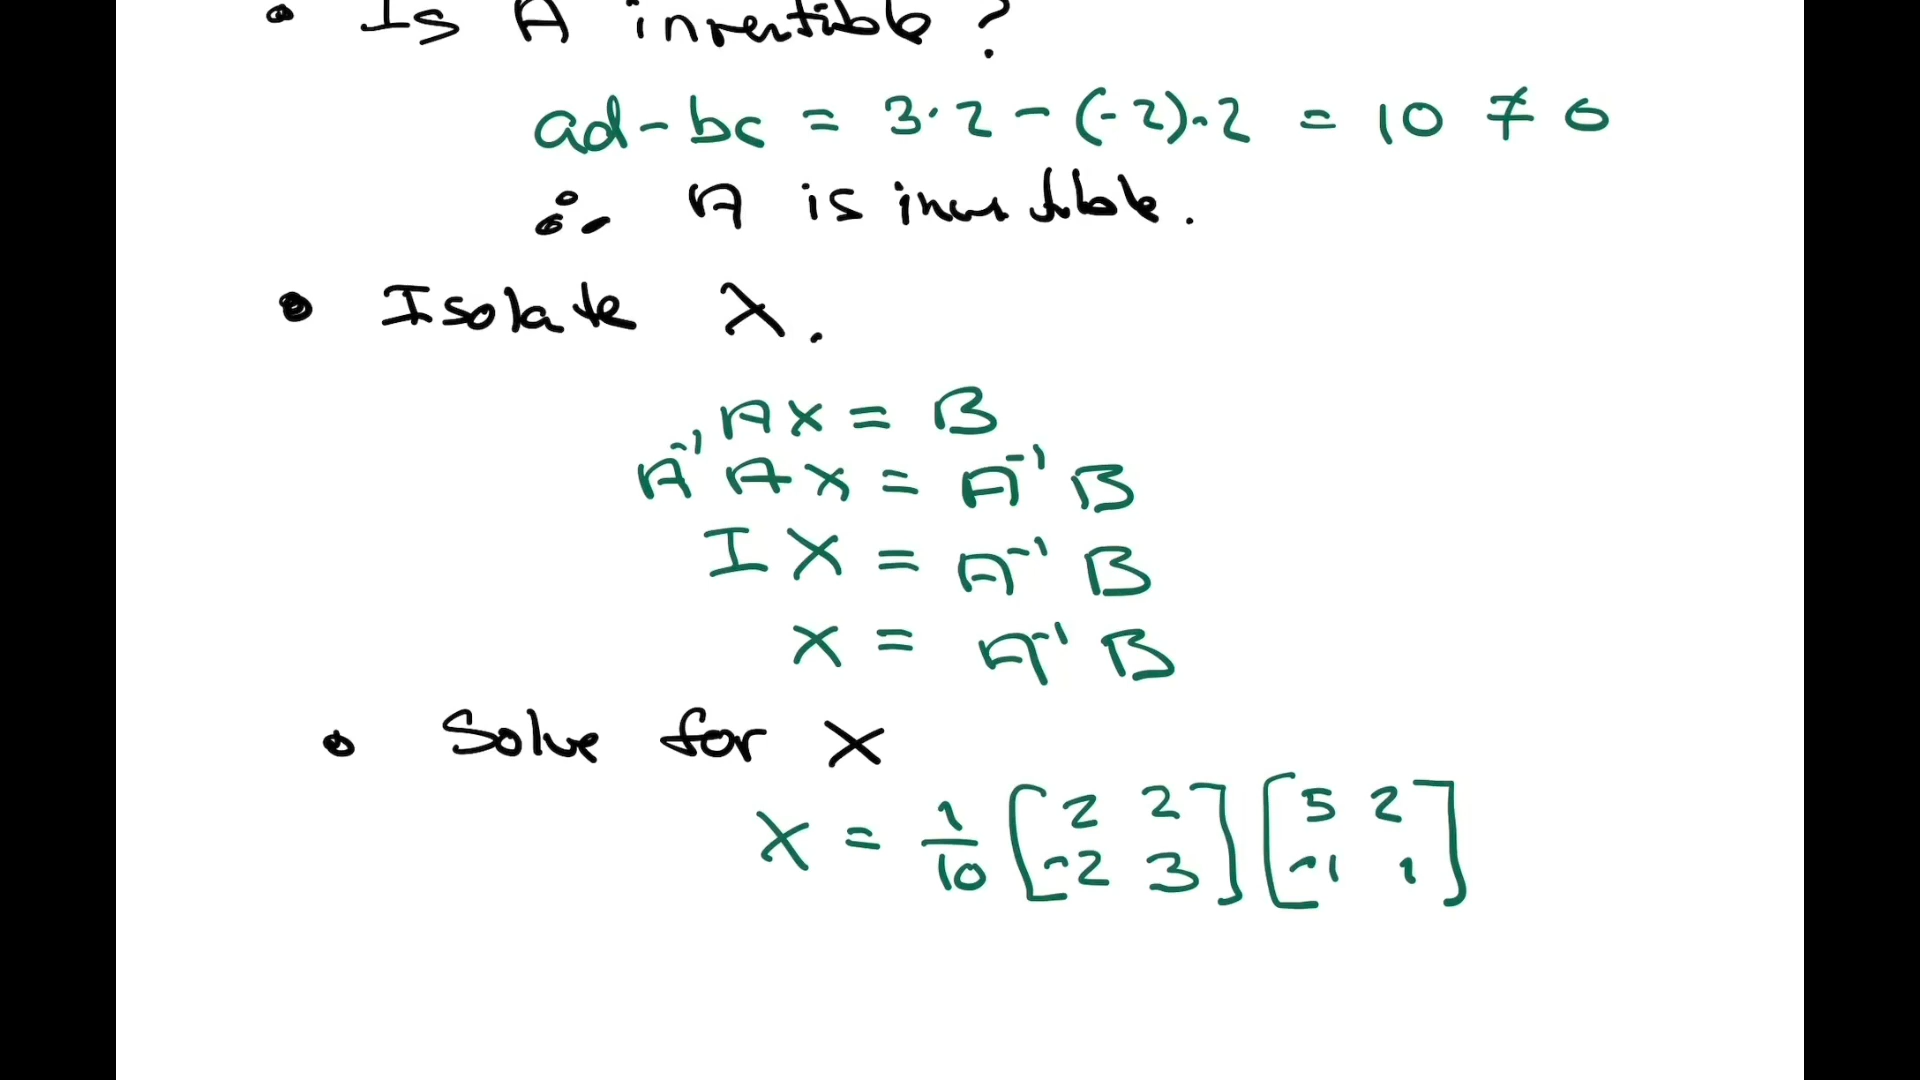 • Is A invertible?
ad - bc = 3·2 - (-2)·2 = 10 ≠ 0
∴ A is invertible.
• Isolate X.
AX = B
A⁻¹AX = A⁻¹B
IX = A⁻¹B
X = A⁻¹B
• Solve for X
X = 1/10 [2 2; -2 3] [5 2; -1 1]